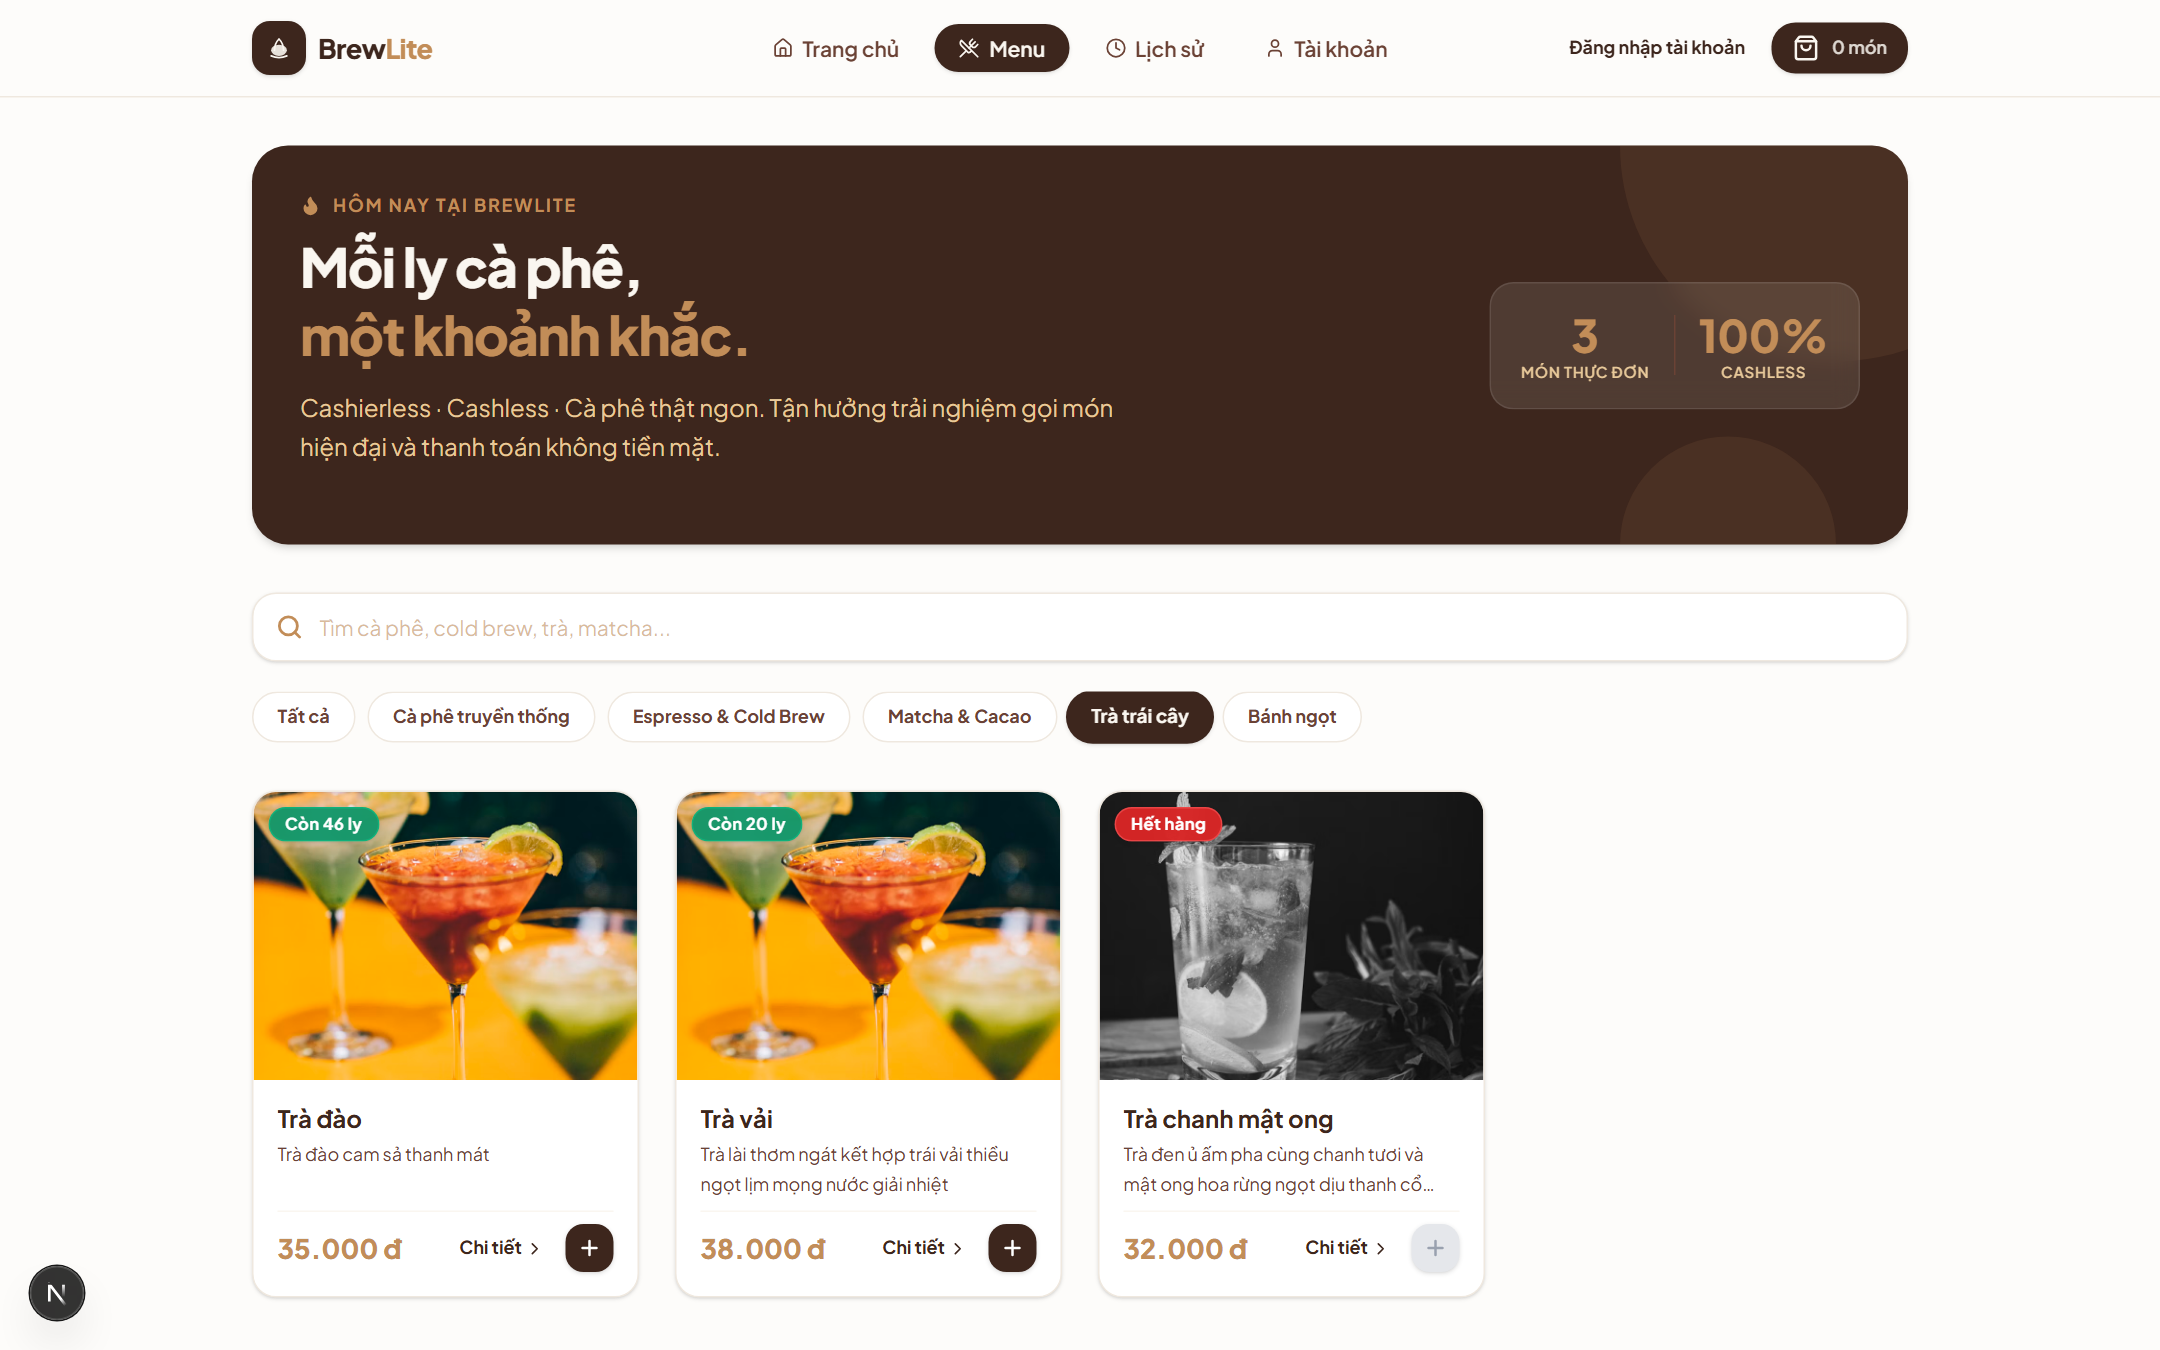 BrewLite
Trang chủ
Menu
Lịch sử
Tài khoản
Đăng nhập tài khoản
0 món
HÔM NAY TẠI BREWLITE
Mỗi ly cà phê,
một khoảnh khắc.
Cashierless · Cashless · Cà phê thật ngon. Tận hưởng trải nghiệm gọi món
hiện đại và thanh toán không tiền mặt.
3
MÓN THỰC ĐƠN
100%
CASHLESS
Tìm cà phê, cold brew, trà, matcha...
Tất cả
Cà phê truyền thống
Espresso & Cold Brew
Matcha & Cacao
Trà trái cây
Bánh ngọt
Còn 46 ly
Trà đào
Trà đào cam sả thanh mát
35.000 đ
Chi tiết
Còn 20 ly
Trà vải
Trà lài thơm ngát kết hợp trái vải thiều
ngọt lịm mọng nước giải nhiệt
38.000 đ
Chi tiết
Hết hàng
Trà chanh mật ong
Trà đen ủ ấm pha cùng chanh tươi và
mật ong hoa rừng ngọt dịu thanh cổ...
32.000 đ
Chi tiết
N